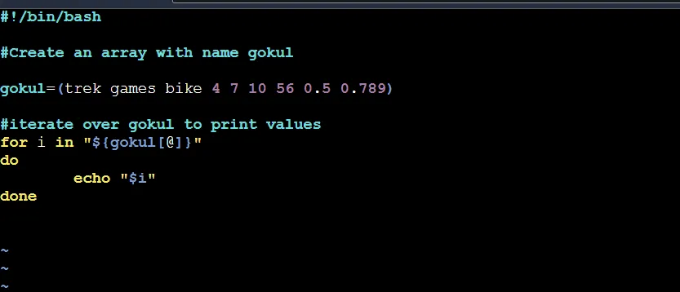 #!/bin/bash
#Create an array with name gokul
gokul=(trek games bike 4 7 10 56 0.5 0.789)
#iterate over gokul to print values
for i in "${gokul[@]}"
do
echo "$i"
done
~
~
~